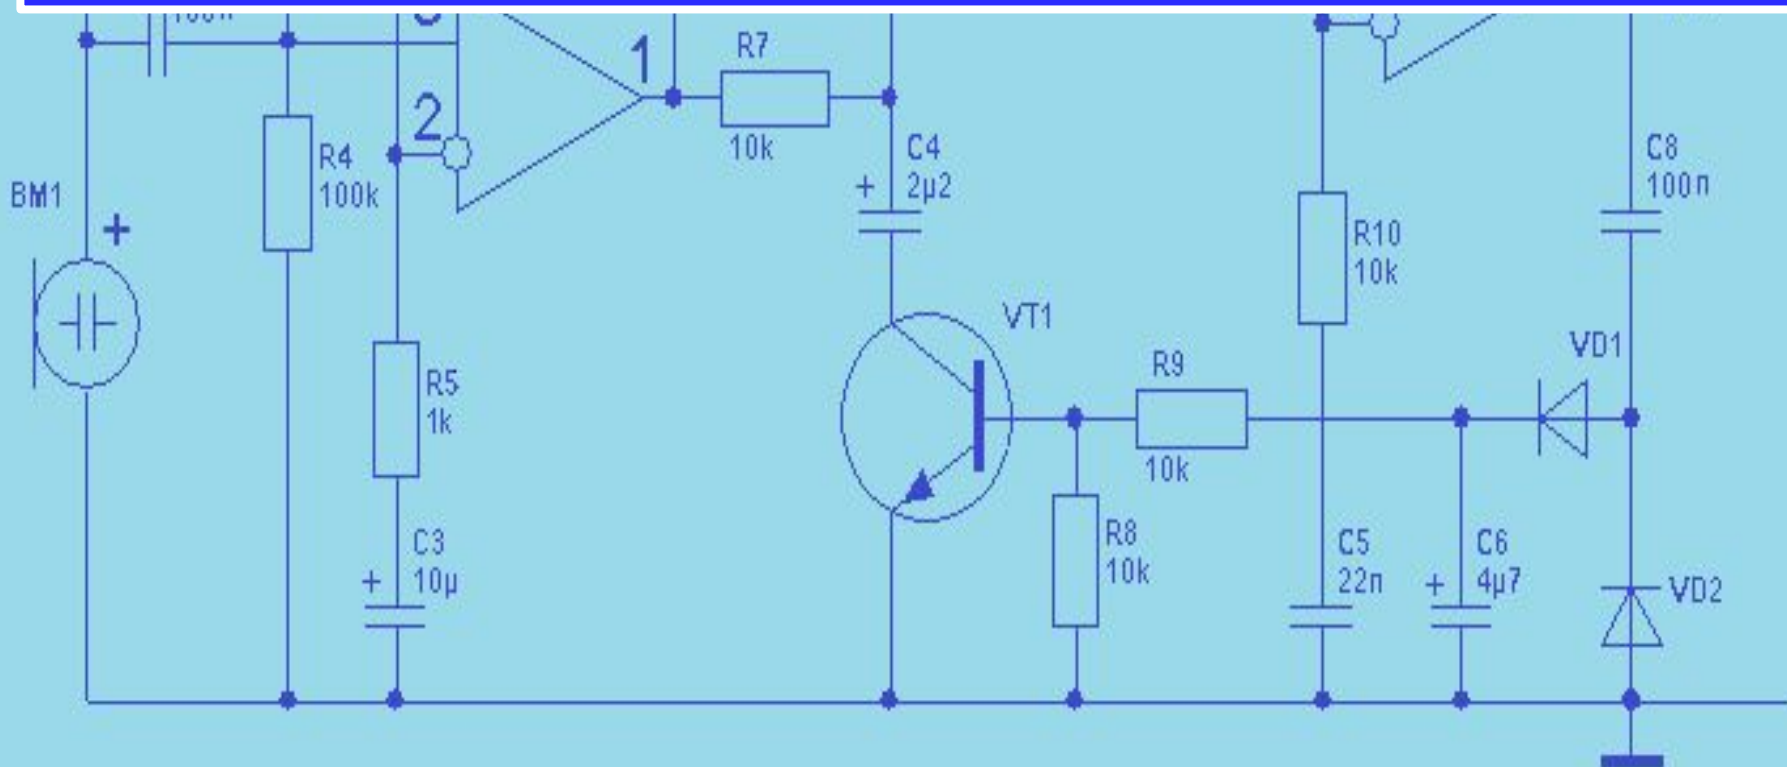 1
R7
10k
2
R4
100k
BM1
+
C4
+ 2µ2
C8
100n
R10
10k
VT1
VD1
R9
10k
R5
1k
R8
10k
C3
+ 10µ
C5
22n
C6
+ 4µ7
VD2